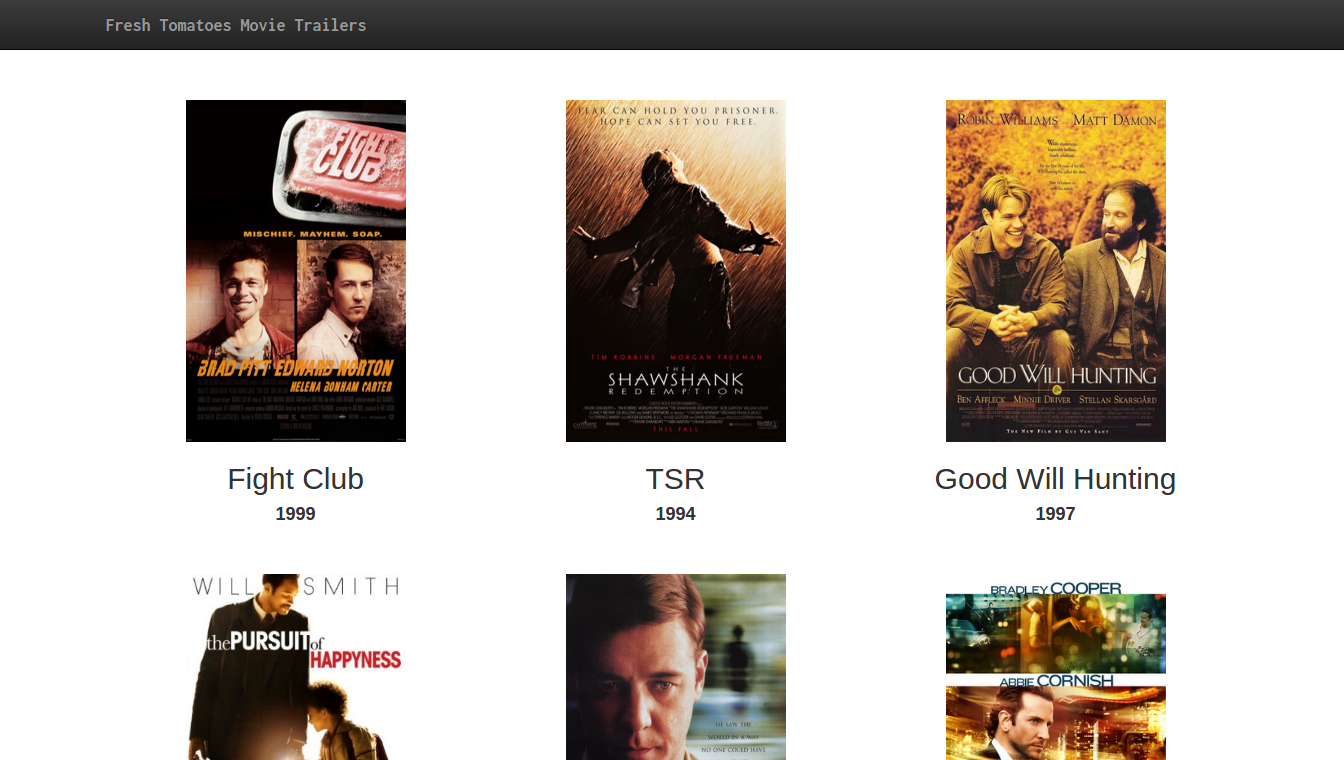 Fresh Tomatoes Movie Trailers
FIGHT
CLUB
MISCHIEF. MAYHEM. SOAP.
BRAD PITT EDWARD NORTON
HELENA BONHAM CARTER
FEAR CAN HOLD YOU PRISONER.
HOPE CAN SET YOU FREE.
TIM ROBBINS MORGAN FREEMAN
THE
SHAWSHANK
REDEMPTION
THIS FALL
ROBIN WILLIAMS MATT DAMON
GOOD WILL HUNTING
BEN AFFLECK MINNIE DRIVER STELLAN SKARSGÅRD
THE NEW FILM BY GUS VAN SANT
Fight Club
1999
TSR
1994
Good Will Hunting
1997
WILL SMITH
the PURSUIT of
HAPPYNESS
HE SAW THE
WORLD IN A WAY
NO ONE COULD HAVE
BRADLEY COOPER
ABBIE CORNISH